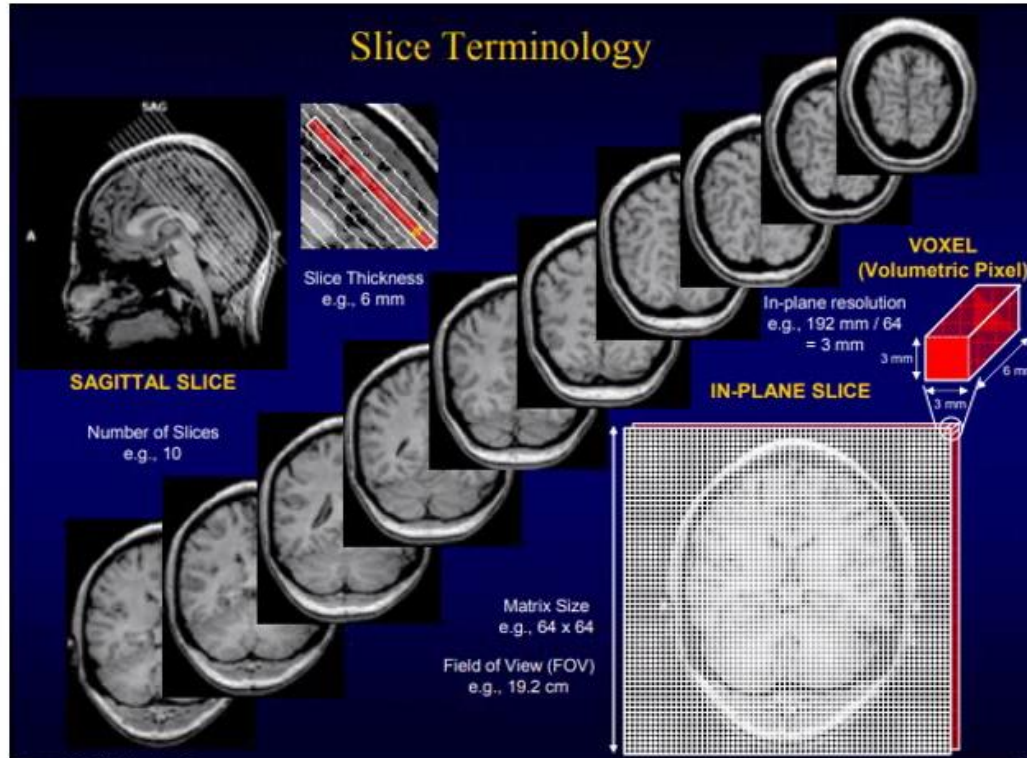 Slice Terminology
SAG
A
Slice Thickness
e.g., 6 mm
SAGITTAL SLICE
Number of Slices
e.g., 10
VOXEL
(Volumetric Pixel)
In-plane resolution
e.g., 192 mm / 64
= 3 mm
3 mm
6 mm
3 mm
IN-PLANE SLICE
Matrix Size
e.g., 64 x 64
Field of View (FOV)
e.g., 19.2 cm